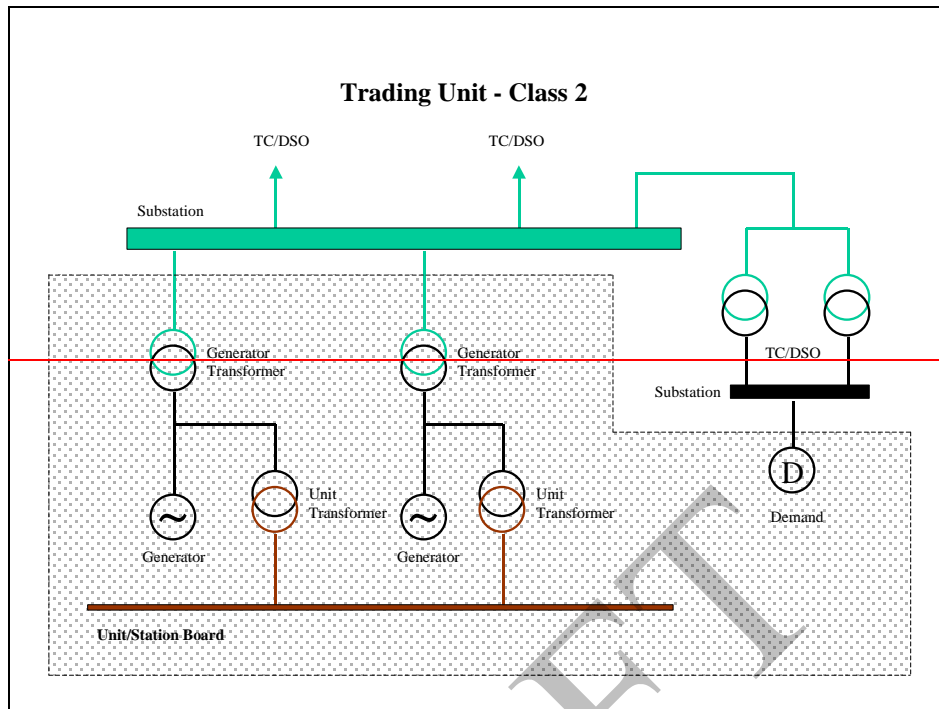 Trading Unit - Class 2
TC/DSO
TC/DSO
Substation
Generator
Transformer
Generator
Transformer
TC/DSO
Substation
D
Unit
Transformer
Unit
Transformer
Demand
Generator
Generator
Unit/Station Board
FT